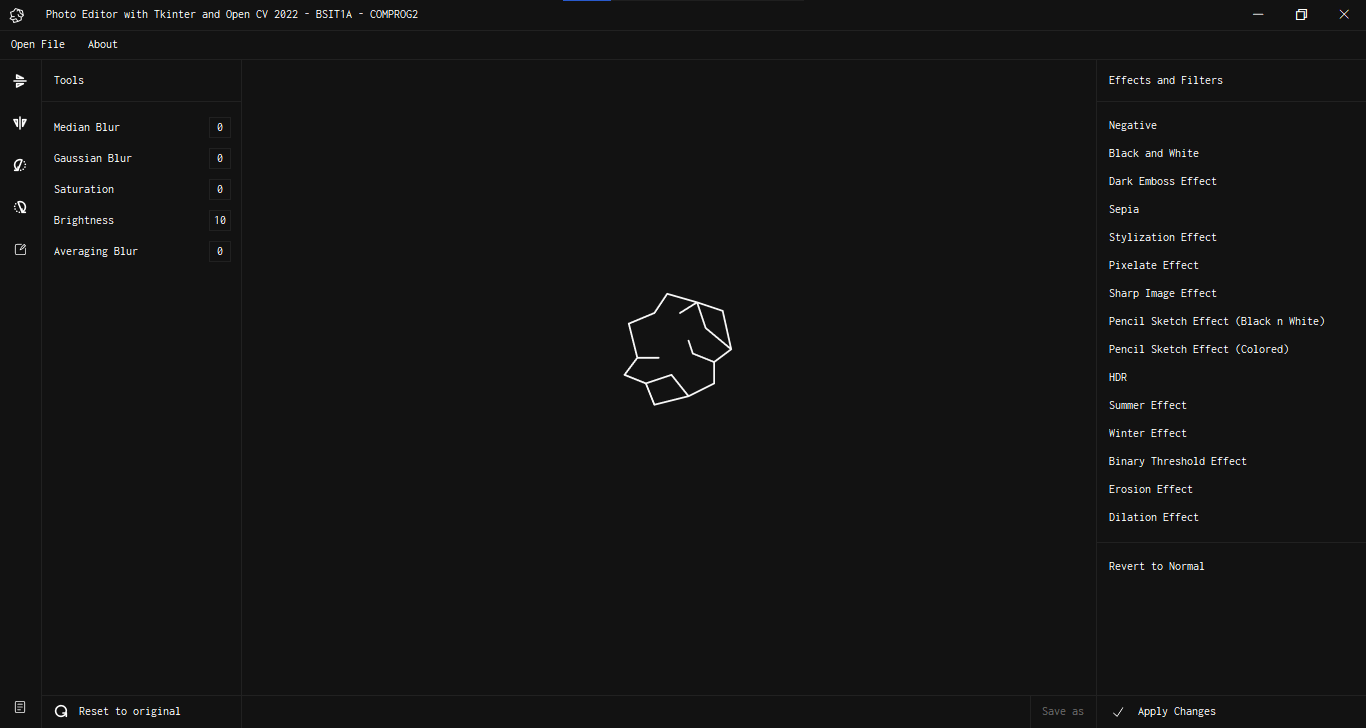 Photo Editor with Tkinter and Open CV 2022 - BSIT1A - COMPROG2
Open File
About
Tools
Median Blur 0
Gaussian Blur 0
Saturation 0
Brightness 10
Averaging Blur 0
Reset to original
Save as
Effects and Filters
Negative
Black and White
Dark Emboss Effect
Sepia
Stylization Effect
Pixelate Effect
Sharp Image Effect
Pencil Sketch Effect (Black n White)
Pencil Sketch Effect (Colored)
HDR
Summer Effect
Winter Effect
Binary Threshold Effect
Erosion Effect
Dilation Effect
Revert to Normal
Apply Changes